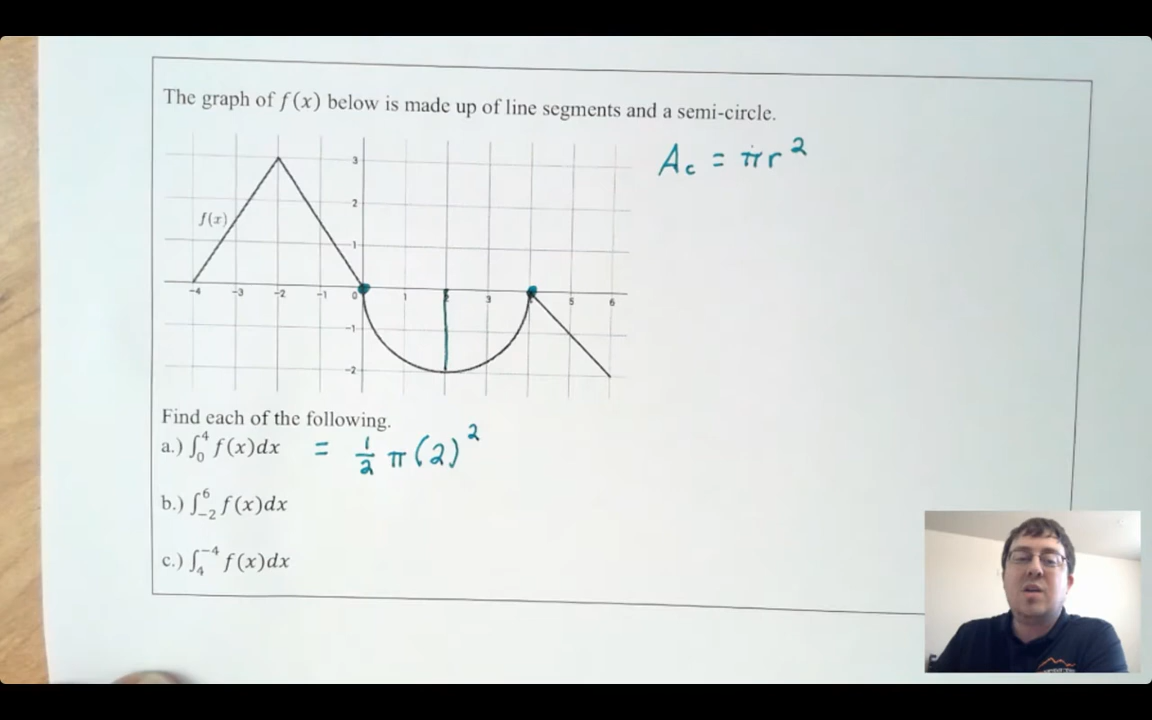 The graph of f(x) below is made up of line segments and a semi-circle.
A_c = πr²
3
2
f(x)
1
-4 -3 -2 -1 0 1 3 5 6
-1
-2
Find each of the following.
a.) ∫₀⁴ f(x)dx = 1/2 π(2)²
b.) ∫₋₂⁶ f(x)dx
c.) ∫₄⁻⁴ f(x)dx